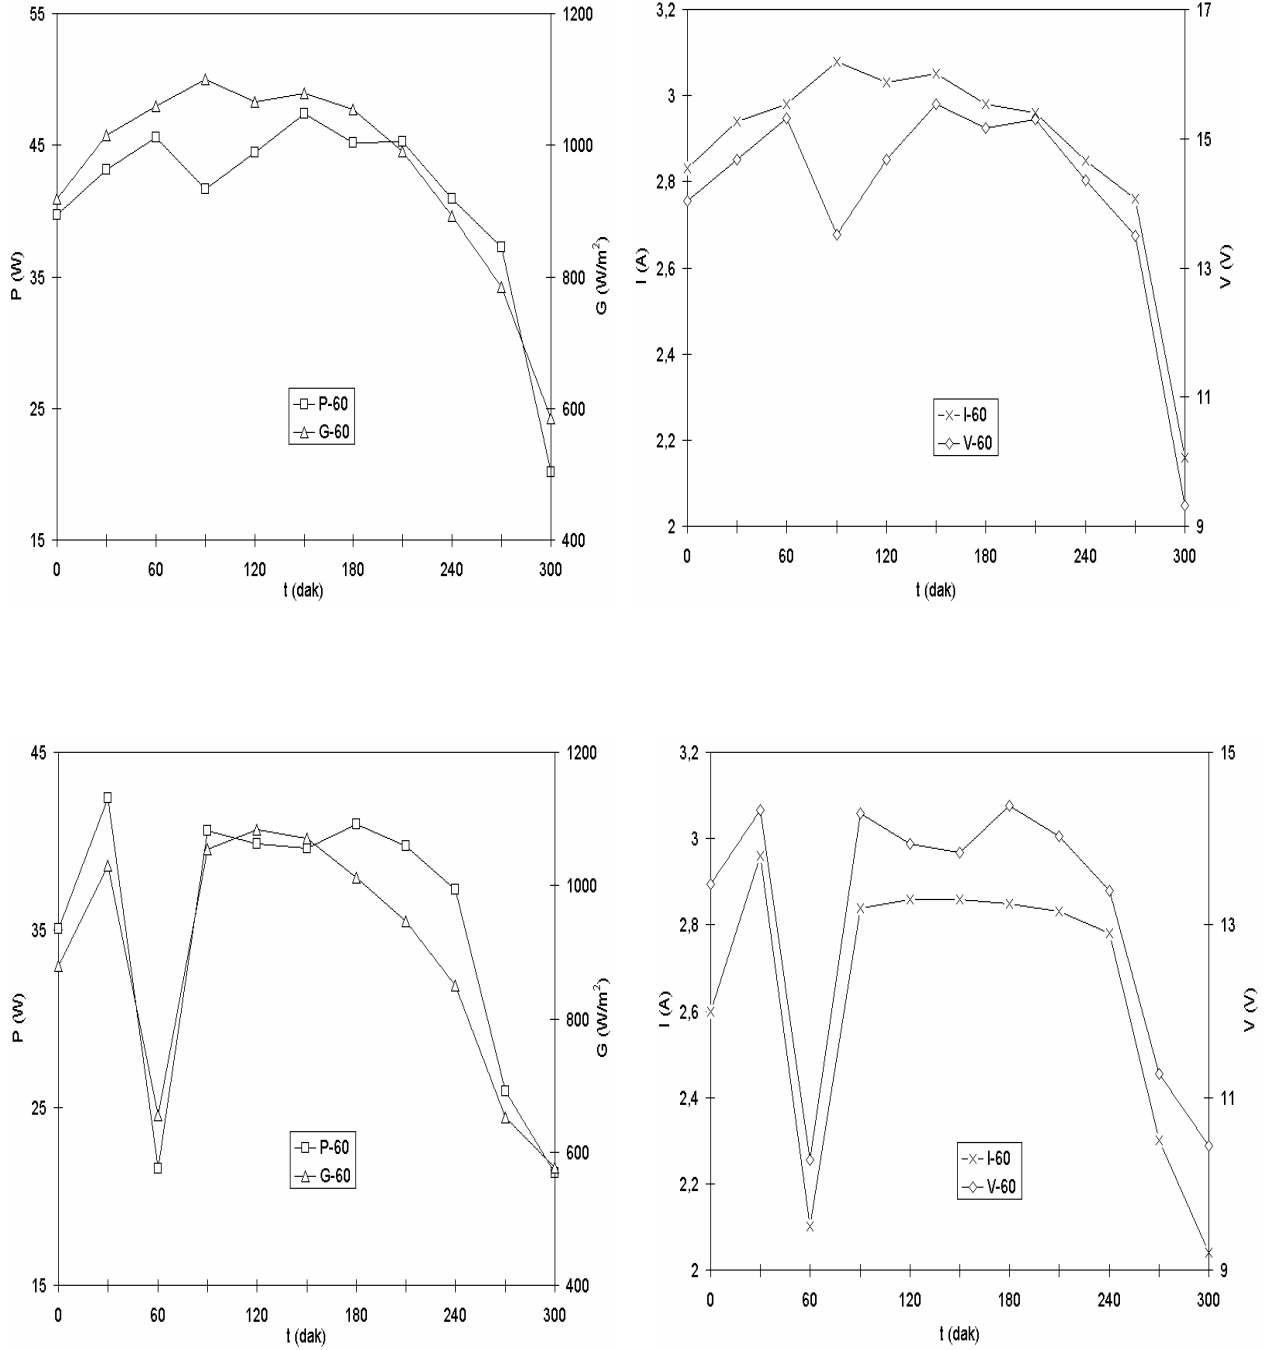 55
45
35
25
15
P (W)
1200
1000
800
600
400
G (W/m²)
P-60
G-60
0 60 120 180 240 300
t (dak)
3,2
3
2,8
2,6
2,4
2,2
2
I (A)
17
15
13
11
9
V (V)
I-60
V-60
0 60 120 180 240 300
t (dak)
45
35
25
15
P (W)
1200
1000
800
600
400
G (W/m²)
P-60
G-60
0 60 120 180 240 300
t (dak)
3,2
3
2,8
2,6
2,4
2,2
2
I (A)
15
13
11
9
V (V)
I-60
V-60
0 60 120 180 240 300
t (dak)